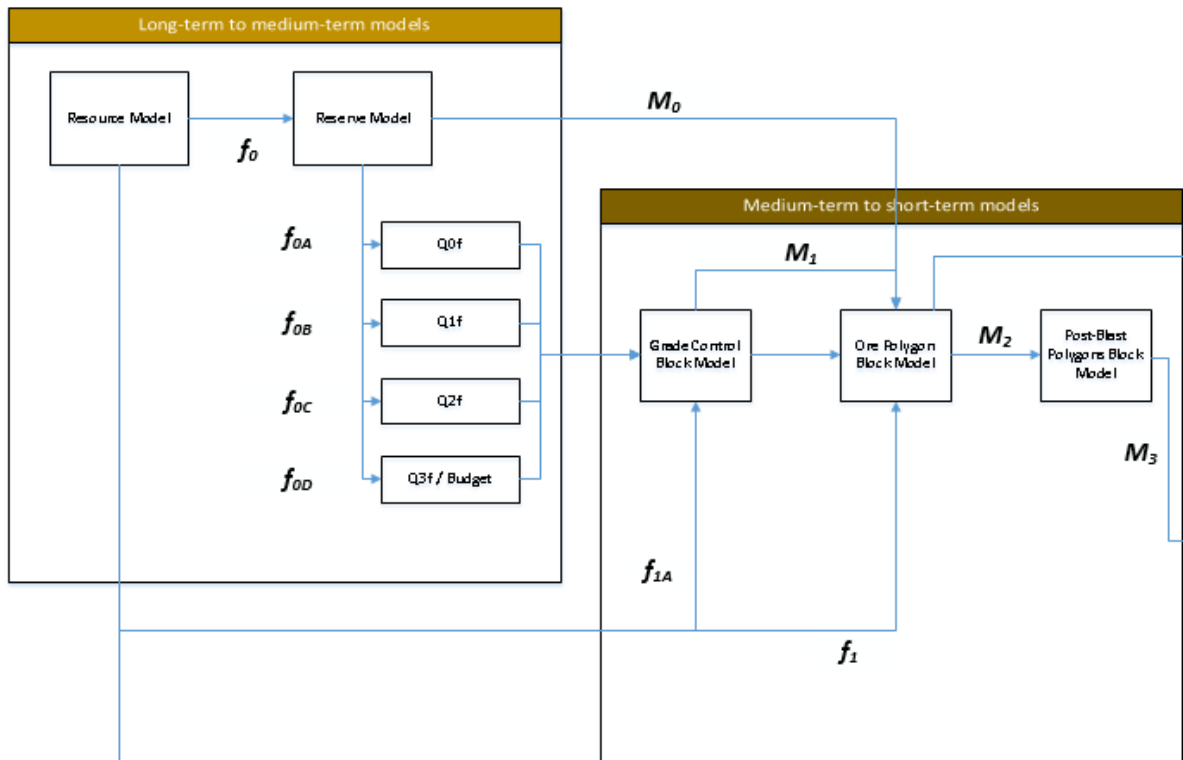 Long-term to medium-term models
Resource Model
Reserve Model
f0
M0
f0A
Q0f
f0B
Q1f
f0C
Q2f
f0D
Q3f / Budget
Medium-term to short-term models
M1
Grade Control
Block Model
Ore Polygon
Block Model
M2
Post-Blast
Polygons Block
Model
M3
f1A
f1